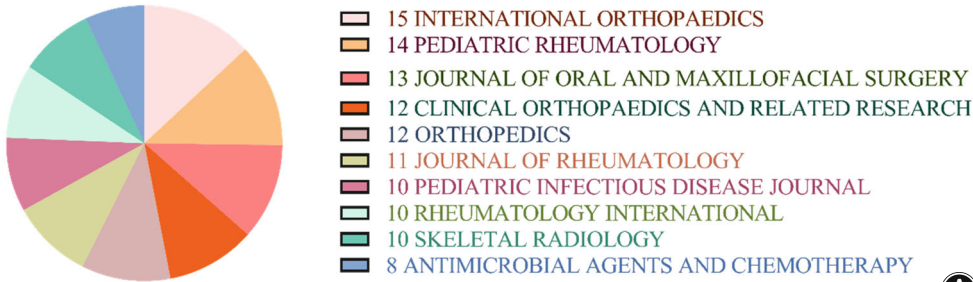 15 INTERNATIONAL ORTHOPAEDICS
14 PEDIATRIC RHEUMATOLOGY
13 JOURNAL OF ORAL AND MAXILLOFACIAL SURGERY
12 CLINICAL ORTHOPAEDICS AND RELATED RESEARCH
12 ORTHOPEDICS
11 JOURNAL OF RHEUMATOLOGY
10 PEDIATRIC INFECTIOUS DISEASE JOURNAL
10 RHEUMATOLOGY INTERNATIONAL
10 SKELETAL RADIOLOGY
8 ANTIMICROBIAL AGENTS AND CHEMOTHERAPY